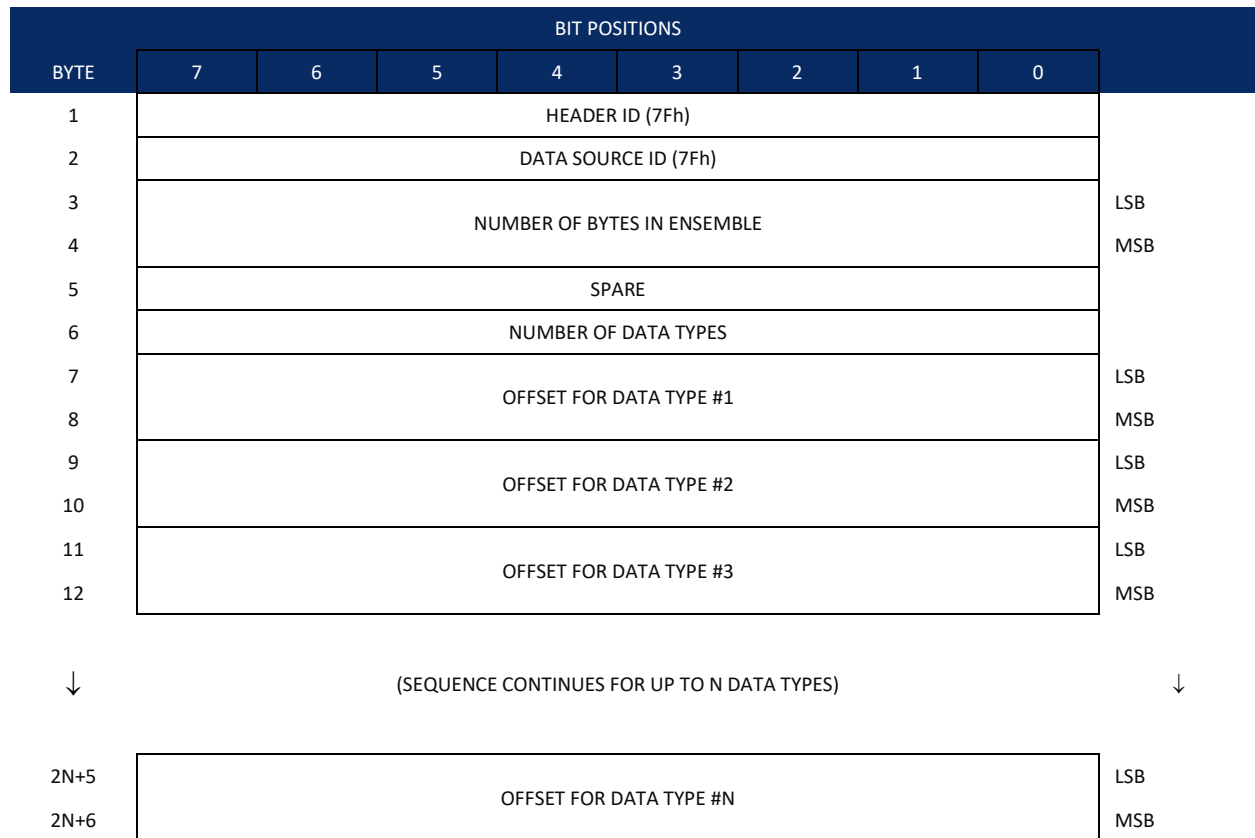 BIT POSITIONS
BYTE 7 6 5 4 3 2 1 0
1 HEADER ID (7Fh)
2 DATA SOURCE ID (7Fh)
3 LSB
NUMBER OF BYTES IN ENSEMBLE
4 MSB
5 SPARE
6 NUMBER OF DATA TYPES
7 LSB
OFFSET FOR DATA TYPE #1
8 MSB
9 LSB
OFFSET FOR DATA TYPE #2
10 MSB
11 LSB
OFFSET FOR DATA TYPE #3
12 MSB
↓ (SEQUENCE CONTINUES FOR UP TO N DATA TYPES) ↓
2N+5 LSB
OFFSET FOR DATA TYPE #N
2N+6 MSB